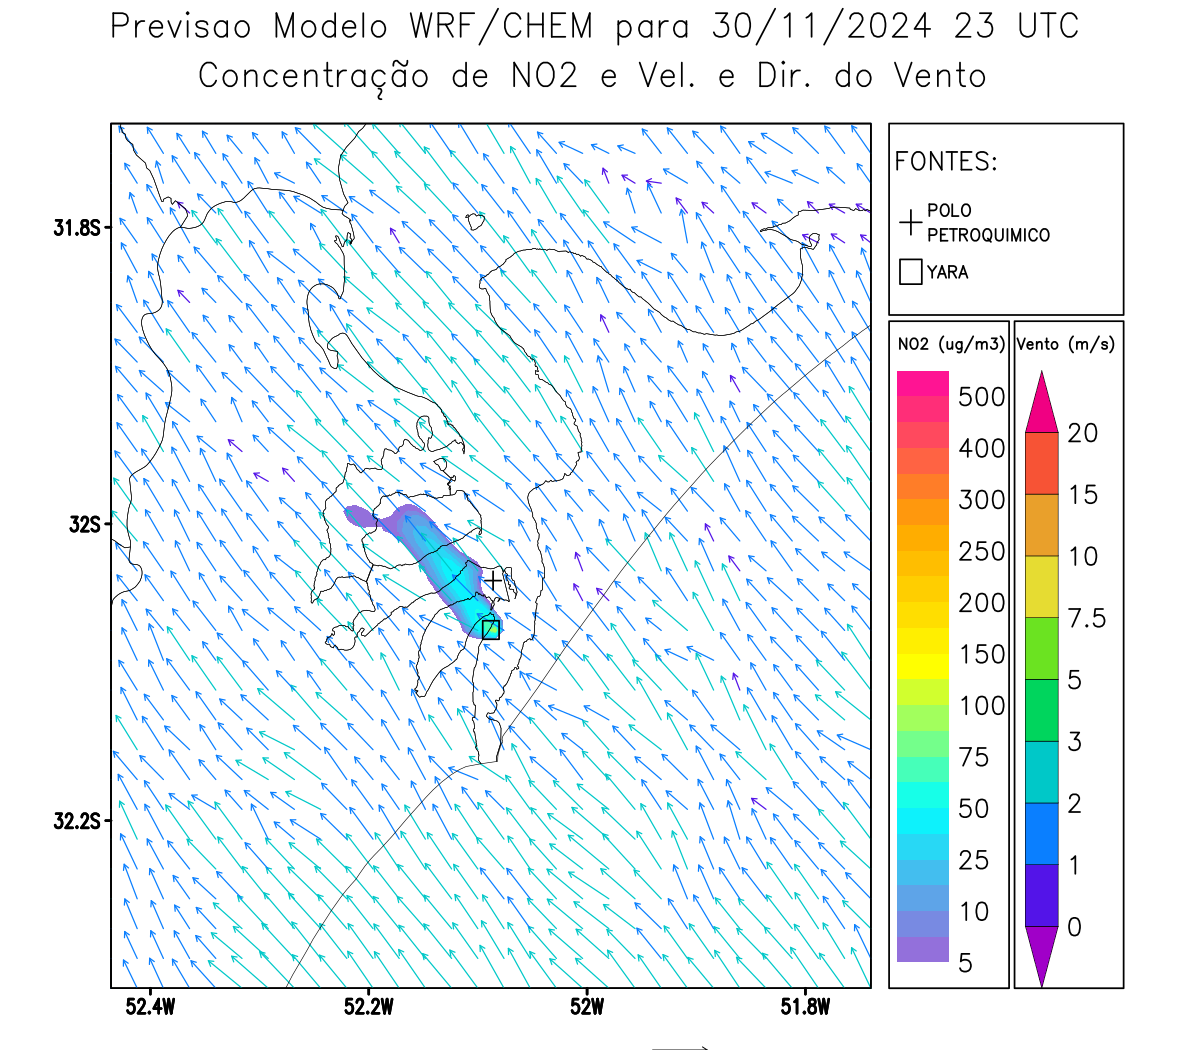 Previsao Modelo WRF/CHEM para 30/11/2024 23 UTC
Concentração de NO2 e Vel. e Dir. do Vento
FONTES:
POLO
PETROQUIMICO
YARA
NO2 (ug/m3)
500
400
300
250
200
150
100
75
50
25
10
5
Vento (m/s)
20
15
10
7.5
5
3
2
1
0
31.8S
32S
32.2S
52.4W
52.2W
52W
51.8W